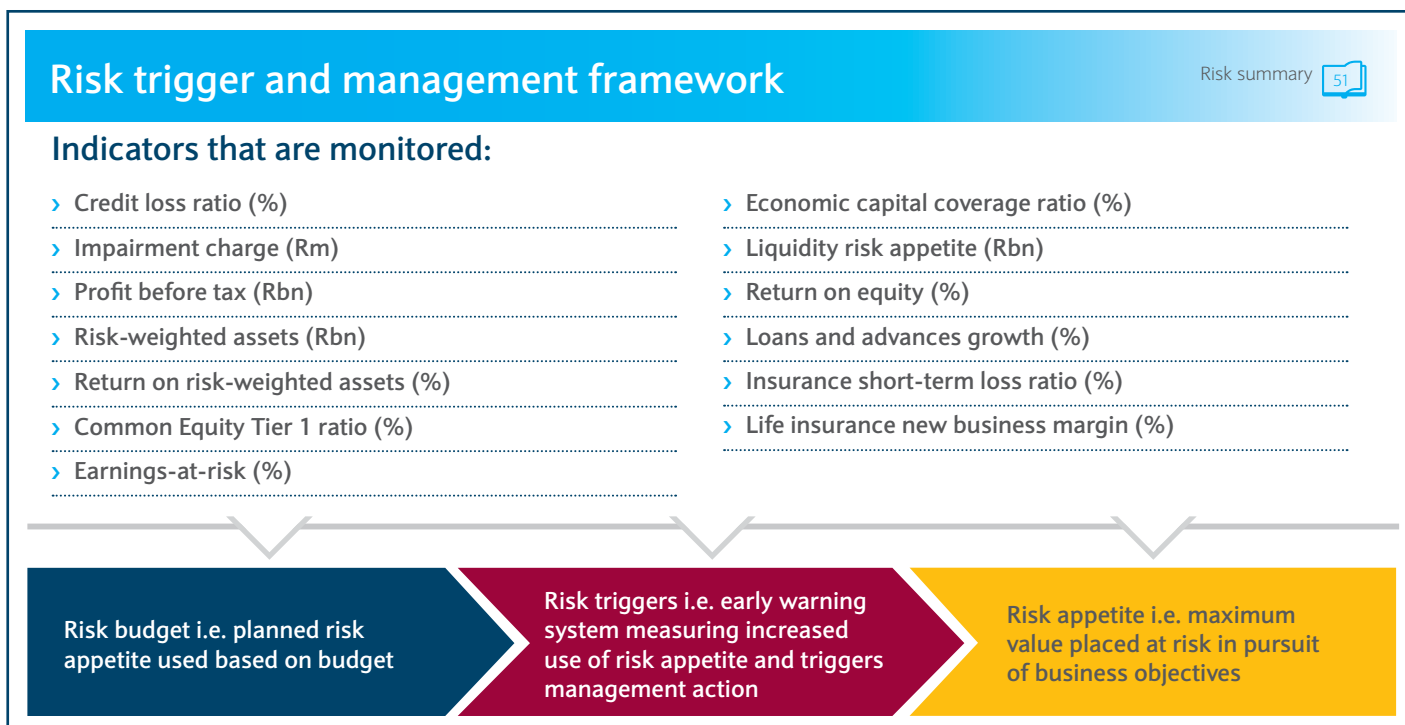 Risk trigger and management framework
Risk summary 51
Indicators that are monitored:
› Credit loss ratio (%)
› Impairment charge (Rm)
› Profit before tax (Rbn)
› Risk-weighted assets (Rbn)
› Return on risk-weighted assets (%)
› Common Equity Tier 1 ratio (%)
› Earnings-at-risk (%)
› Economic capital coverage ratio (%)
› Liquidity risk appetite (Rbn)
› Return on equity (%)
› Loans and advances growth (%)
› Insurance short-term loss ratio (%)
› Life insurance new business margin (%)
Risk budget i.e. planned risk
appetite used based on budget
Risk triggers i.e. early warning
system measuring increased
use of risk appetite and triggers
management action
Risk appetite i.e. maximum
value placed at risk in pursuit
of business objectives